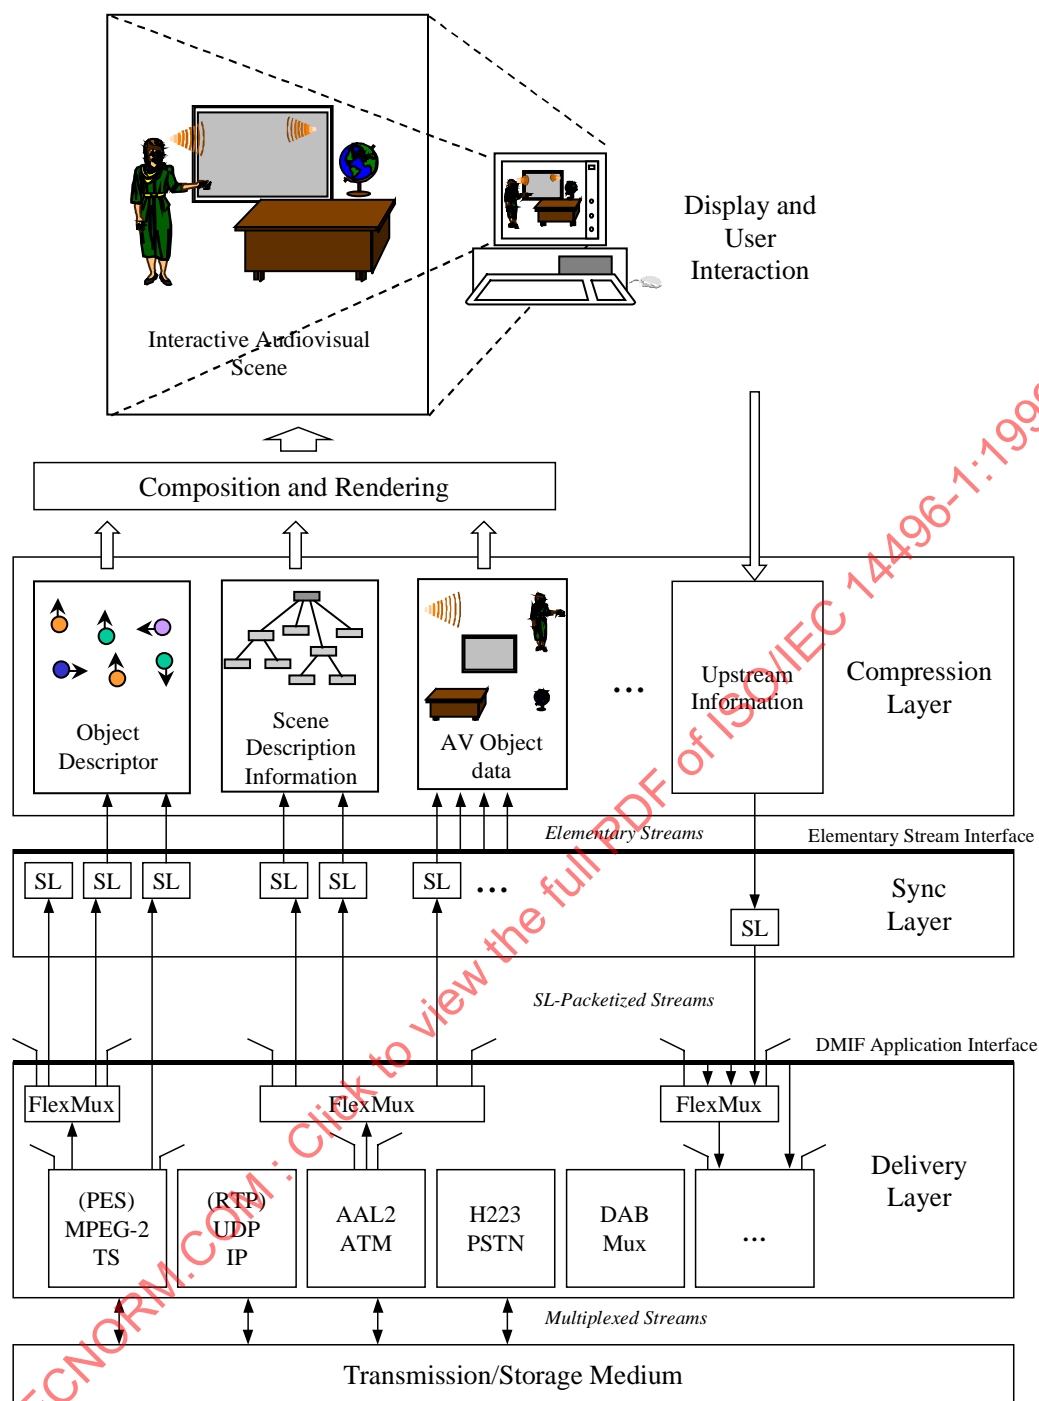 Display and
User
Interaction
Interactive Audiovisual
Scene
Composition and Rendering
Object
Descriptor
Scene
Description
Information
AV Object
data
...
Upstream
Information
Compression
Layer
Elementary Streams
Elementary Stream Interface
SL
SL
SL
SL
SL
SL
...
SL
Sync
Layer
SL-Packetized Streams
DMIF Application Interface
FlexMux
FlexMux
FlexMux
(PES)
MPEG-2
TS
(RTP)
UDP
IP
AAL2
ATM
H223
PSTN
DAB
Mux
...
Delivery
Layer
Multiplexed Streams
Transmission/Storage Medium
ECNORM.COM : Click to view the full PDF of ISO/IEC 14496-1:1999